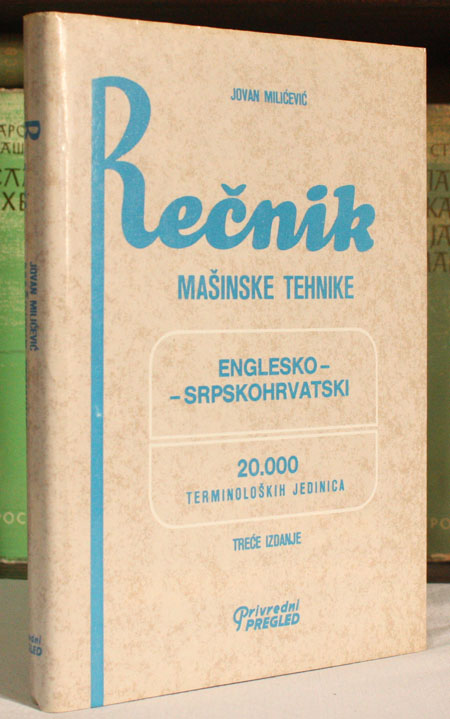 JOVAN MILIĆEVIĆ
Rečnik
MAŠINSKE TEHNIKE
ENGLESKO–
–SRPSKOHRVATSKI
20.000
TERMINOLOŠKIH JEDINICA
TREĆE IZDANJE
Privredni
PREGLED
R
JOVAN MILIĆEVIĆ